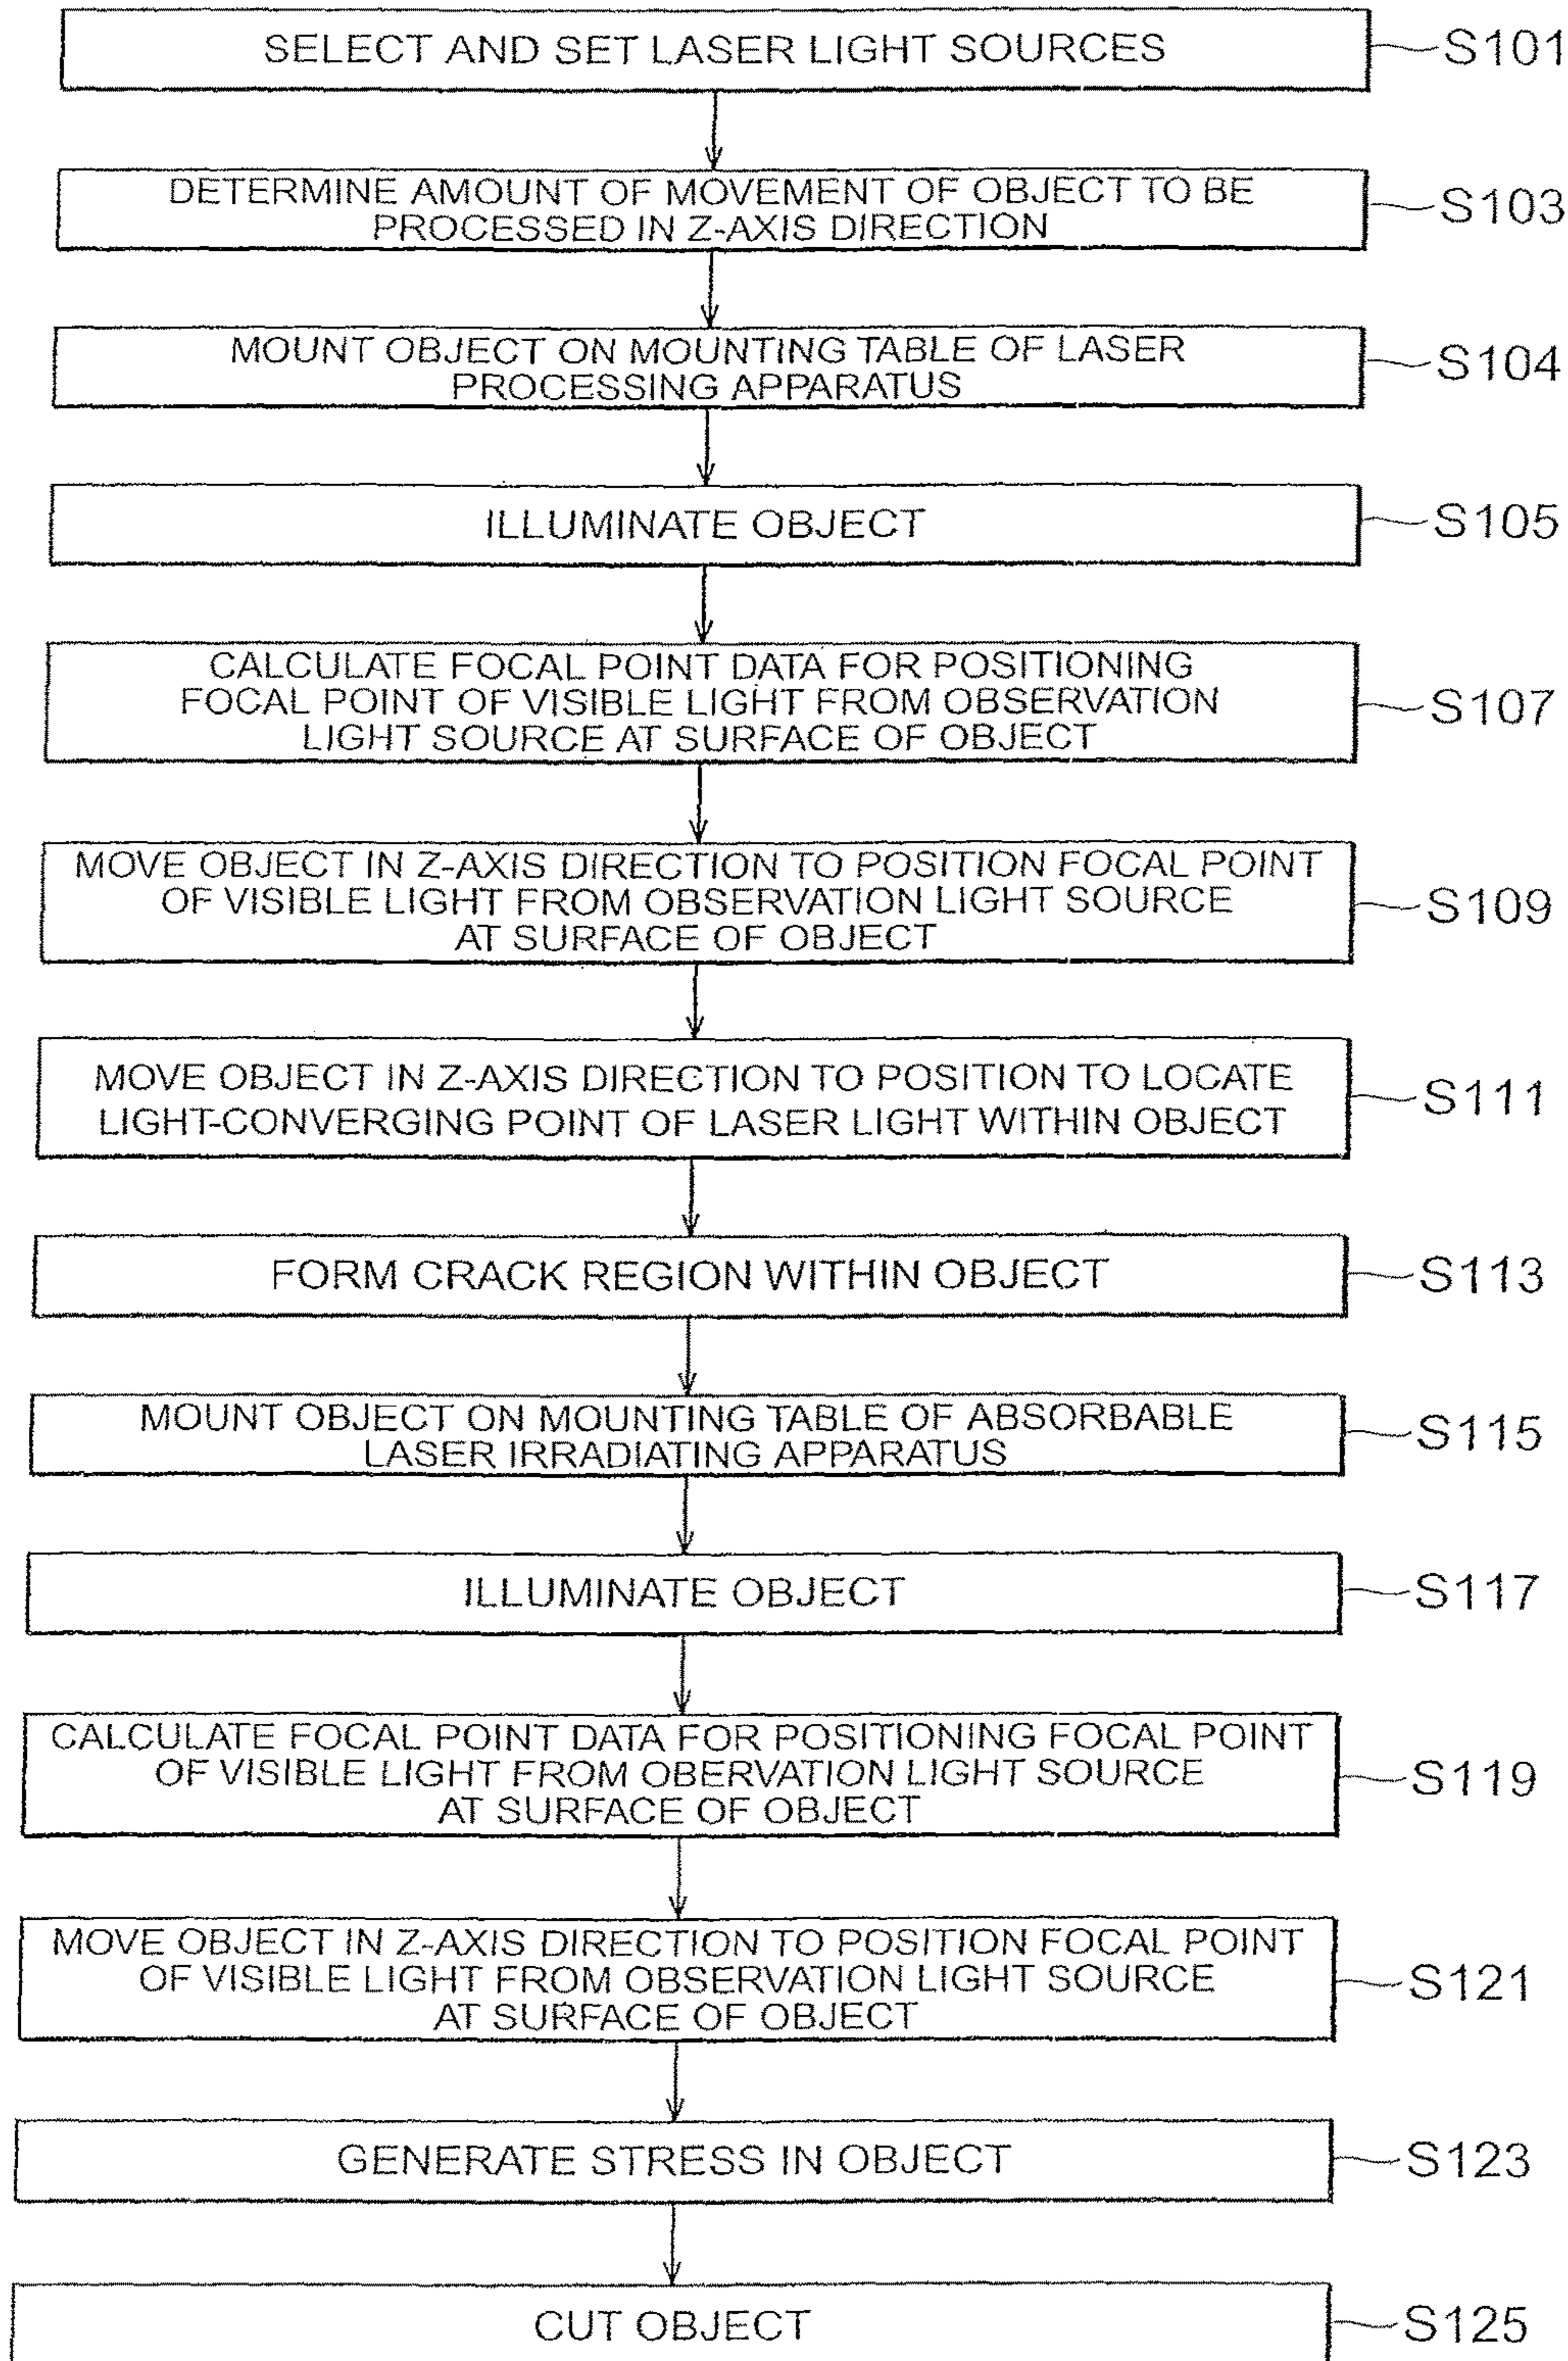 SELECT AND SET LASER LIGHT SOURCES
S101
DETERMINE AMOUNT OF MOVEMENT OF OBJECT TO BE
PROCESSED IN Z-AXIS DIRECTION
S103
MOUNT OBJECT ON MOUNTING TABLE OF LASER
PROCESSING APPARATUS
S104
ILLUMINATE OBJECT
S105
CALCULATE FOCAL POINT DATA FOR POSITIONING
FOCAL POINT OF VISIBLE LIGHT FROM OBSERVATION
LIGHT SOURCE AT SURFACE OF OBJECT
S107
MOVE OBJECT IN Z-AXIS DIRECTION TO POSITION FOCAL POINT
OF VISIBLE LIGHT FROM OBSERVATION LIGHT SOURCE
AT SURFACE OF OBJECT
S109
MOVE OBJECT IN Z-AXIS DIRECTION TO POSITION TO LOCATE
LIGHT-CONVERGING POINT OF LASER LIGHT WITHIN OBJECT
S111
FORM CRACK REGION WITHIN OBJECT
S113
MOUNT OBJECT ON MOUNTING TABLE OF ABSORBABLE
LASER IRRADIATING APPARATUS
S115
ILLUMINATE OBJECT
S117
CALCULATE FOCAL POINT DATA FOR POSITIONING FOCAL POINT
OF VISIBLE LIGHT FROM OBERVATION LIGHT SOURCE
AT SURFACE OF OBJECT
S119
MOVE OBJECT IN Z-AXIS DIRECTION TO POSITION FOCAL POINT
OF VISIBLE LIGHT FROM OBSERVATION LIGHT SOURCE
AT SURFACE OF OBJECT
S121
GENERATE STRESS IN OBJECT
S123
CUT OBJECT
S125